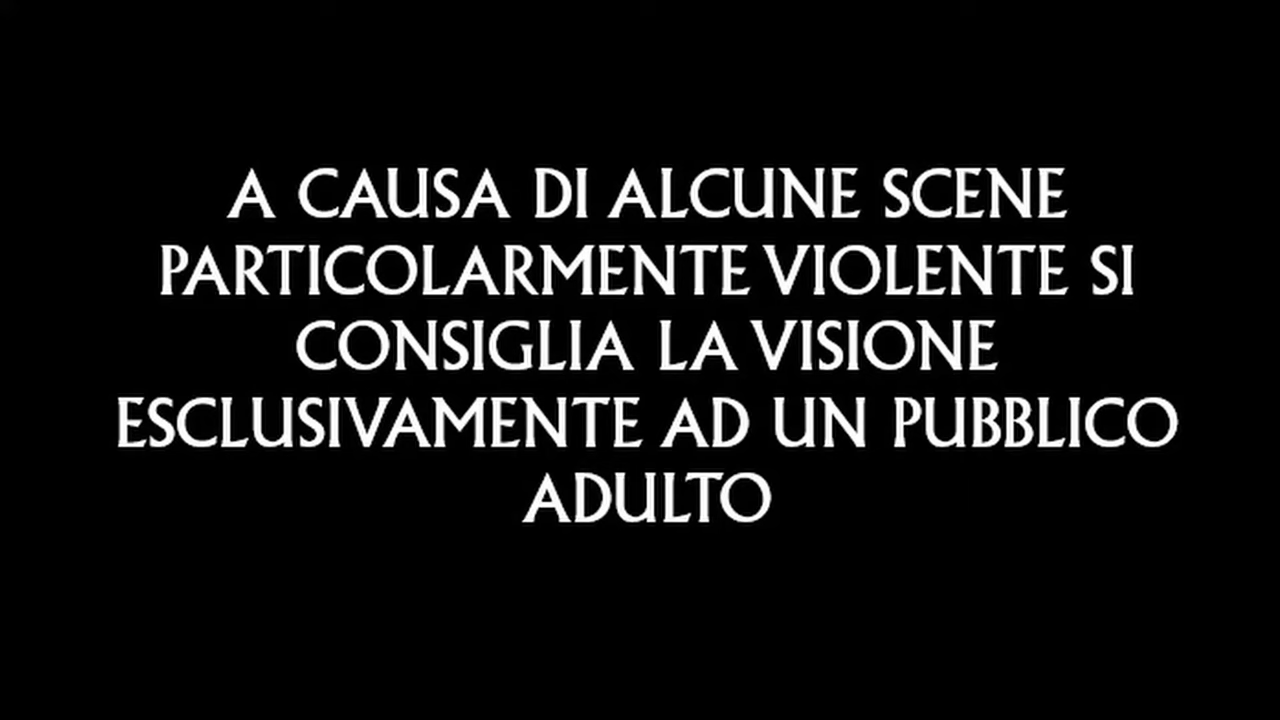 A CAUSA DI ALCUNE SCENE
PARTICOLARMENTE VIOLENTE SI
CONSIGLIA LA VISIONE
ESCLUSIVAMENTE AD UN PUBBLICO
ADULTO